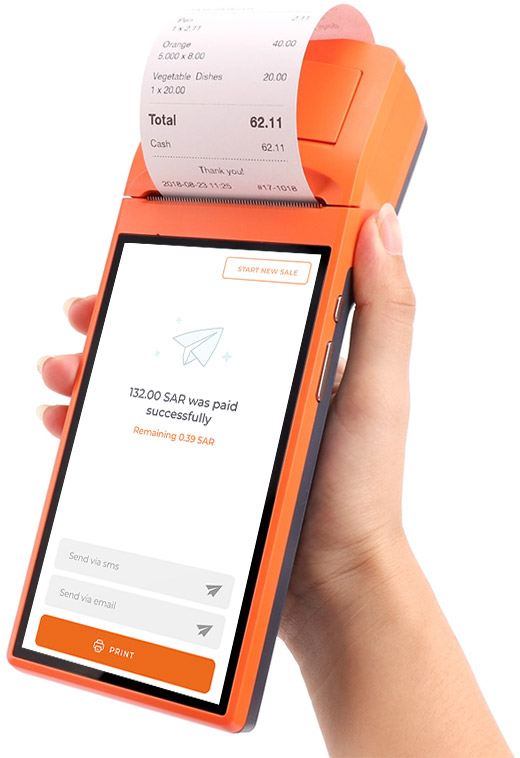 Pen 2.11
1 x 2.11
Orange 40.00
5.000 x 8.00
Vegetable Dishes 20.00
1 x 20.00
Total 62.11
Cash 62.11
Thank you!
2018-08-23 11:25 #17-1018
START NEW SALE
132.00 SAR was paid
successfully
Remaining 0.39 SAR
Send via sms
Send via email
PRINT